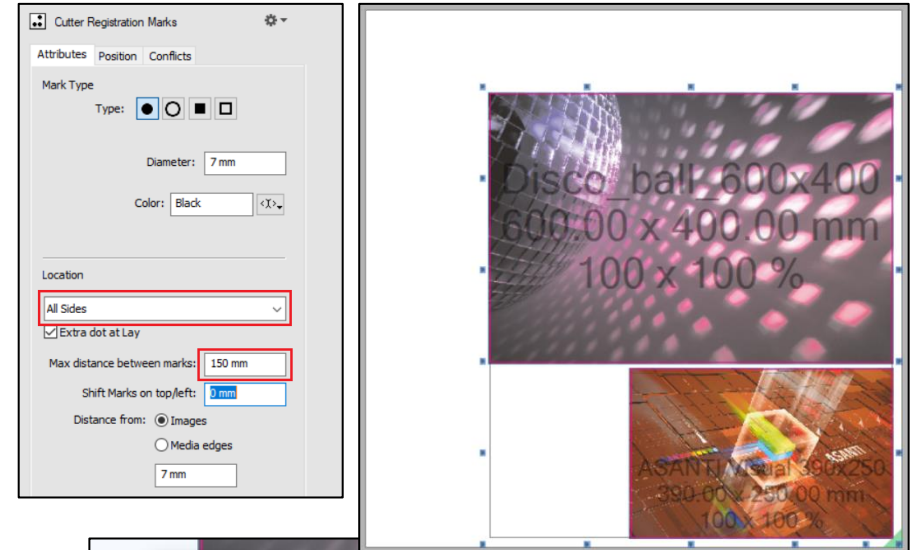 Cutter Registration Marks
Attributes Position Conflicts
Mark Type
Type:
Diameter: 7 mm
Color: Black
Location
All Sides
Extra dot at Lay
Max distance between marks: 150 mm
Shift Marks on top/left: 0 mm
Distance from: Images
Media edges
7 mm
Disco_ball_600x400
600.00 x 400.00 mm
100 x 100 %
ASANTI
ASANTI Visual 390x250
390.00 x 250.00 mm
100 x 100 %